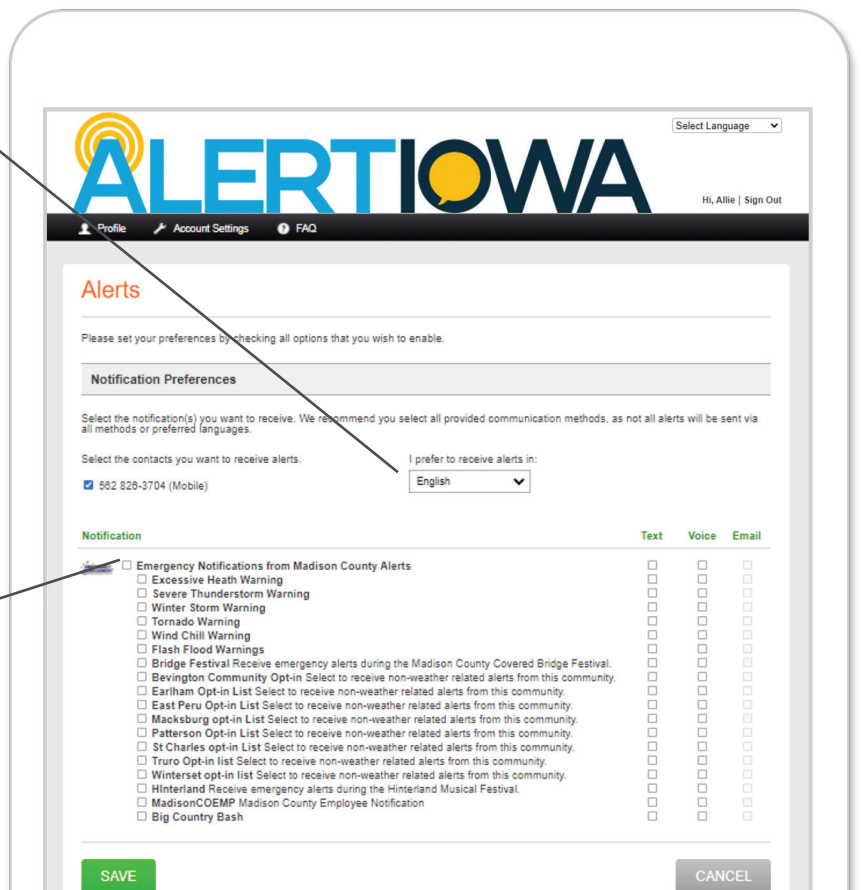 Select Language
ALERTIOWA
Hi, Allie | Sign Out
Profile Account Settings FAQ
Alerts
Please set your preferences by checking all options that you wish to enable.
Notification Preferences
Select the notification(s) you want to receive. We recommend you select all provided communication methods, as not all alerts will be sent via
all methods or preferred languages.
Select the contacts you want to receive alerts. I prefer to receive alerts in:
562 826-3704 (Mobile) English
Notification Text Voice Email
Emergency Notifications from Madison County Alerts
Excessive Heath Warning
Severe Thunderstorm Warning
Winter Storm Warning
Tornado Warning
Wind Chill Warning
Flash Flood Warnings
Bridge Festival Receive emergency alerts during the Madison County Covered Bridge Festival.
Bevington Community Opt-in Select to receive non-weather related alerts from this community.
Earlham Opt-in List Select to receive non-weather related alerts from this community.
East Peru Opt-in List Select to receive non-weather related alerts from this community.
Macksburg opt-in List Select to receive non-weather related alerts from this community.
Patterson Opt-in List Select to receive non-weather related alerts from this community.
St Charles opt-in List Select to receive non-weather related alerts from this community.
Truro Opt-in list Select to receive non-weather related alerts from this community.
Winterset opt-in list Select to receive non-weather related alerts from this community.
HInterland Receive emergency alerts during the Hinterland Musical Festival.
MadisonCOEMP Madison County Employee Notification
Big Country Bash
SAVE CANCEL